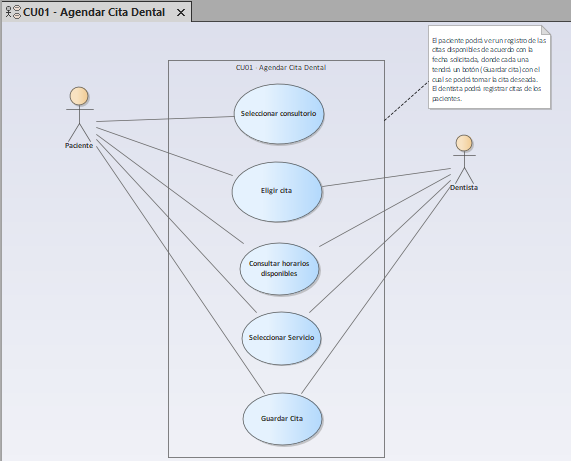 CU01 - Agendar Cita Dental
El paciente podrá ver un registro de las
citas disponibles de acuerdo con la
fecha solicitada, donde cada una
tendrá un botón (Guardar cita) con el
cual se podrá tomar la cita deseada.
El dentista podrá registrar citas de los
pacientes.
CU01 - Agendar Cita Dental
Seleccionar consultorio
Paciente
Dentista
Eligir cita
Consultar horarios
disponibles
Seleccionar Servicio
Guardar Cita